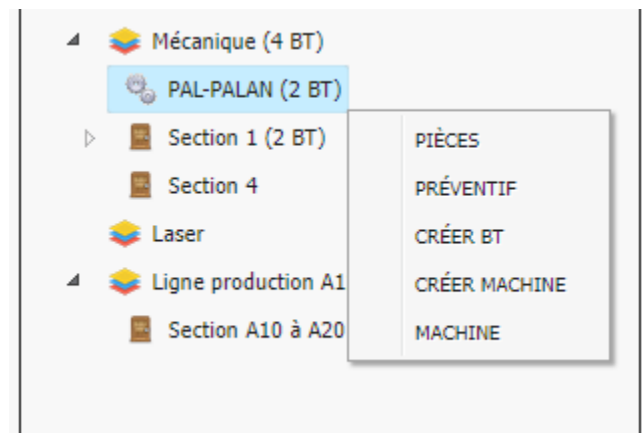 Mécanique (4 BT)
PAL-PALAN (2 BT)
Section 1 (2 BT)
Section 4
Laser
Ligne production A1
Section A10 à A20
PIÈCES
PRÉVENTIF
CRÉER BT
CRÉER MACHINE
MACHINE